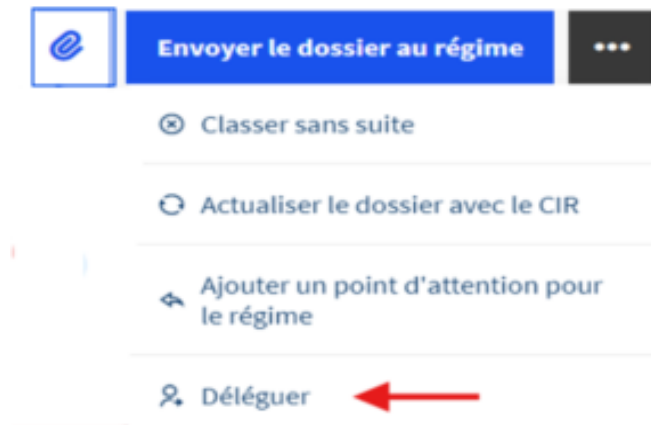 Envoyer le dossier au régime
Classer sans suite
Actualiser le dossier avec le CIR
Ajouter un point d'attention pour
le régime
Déléguer